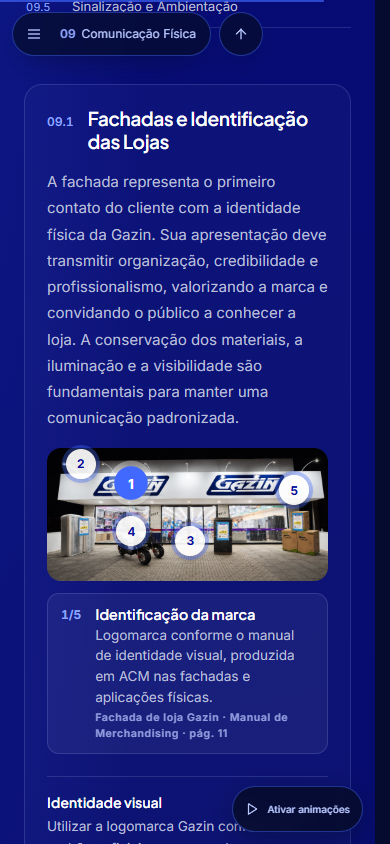 09.5 Sinalização e Ambientação
09 Comunicação Física
09.1 Fachadas e Identificação
das Lojas
A fachada representa o primeiro
contato do cliente com a identidade
física da Gazin. Sua apresentação deve
transmitir organização, credibilidade e
profissionalismo, valorizando a marca e
convidando o público a conhecer a
loja. A conservação dos materiais, a
iluminação e a visibilidade são
fundamentais para manter uma
comunicação padronizada.
2
1
GAZIN
5
4
3
1/5 Identificação da marca
Logomarca conforme o manual
de identidade visual, produzida
em ACM nas fachadas e
aplicações físicas.
Fachada de loja Gazin · Manual de
Merchandising · pág. 11
Identidade visual
Ativar animações
Utilizar a logomarca Gazin